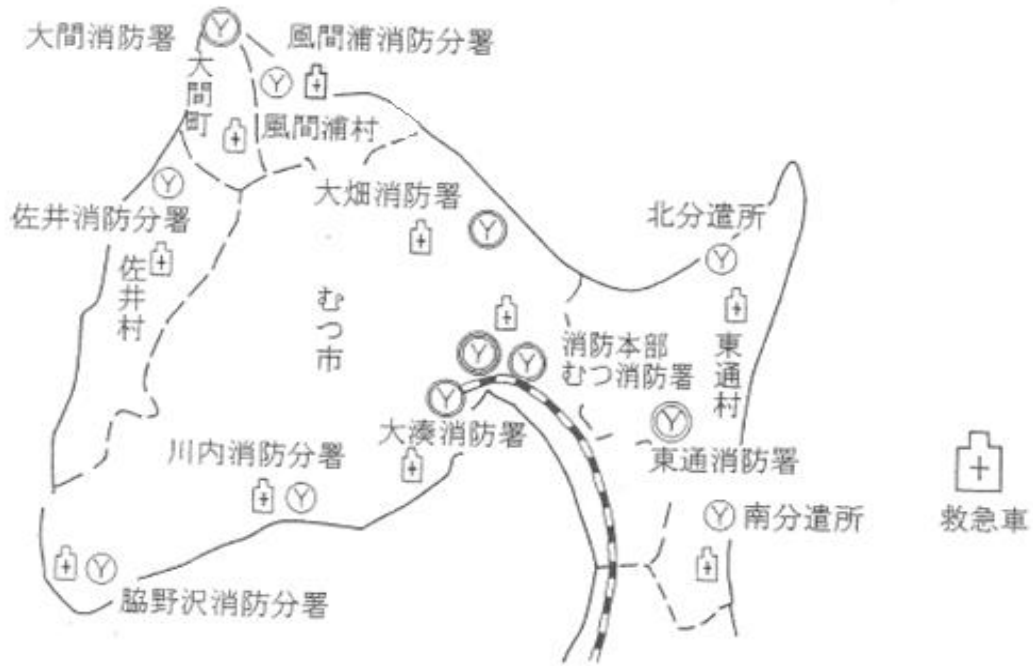 大間消防署
風間浦消防分署
大間町
風間浦村
佐井消防分署
佐井村
大畑消防署
北分遣所
むつ市
消防本部
むつ消防署
東通村
大湊消防署
東通消防署
川内消防分署
南分遣所
救急車
脇野沢消防分署